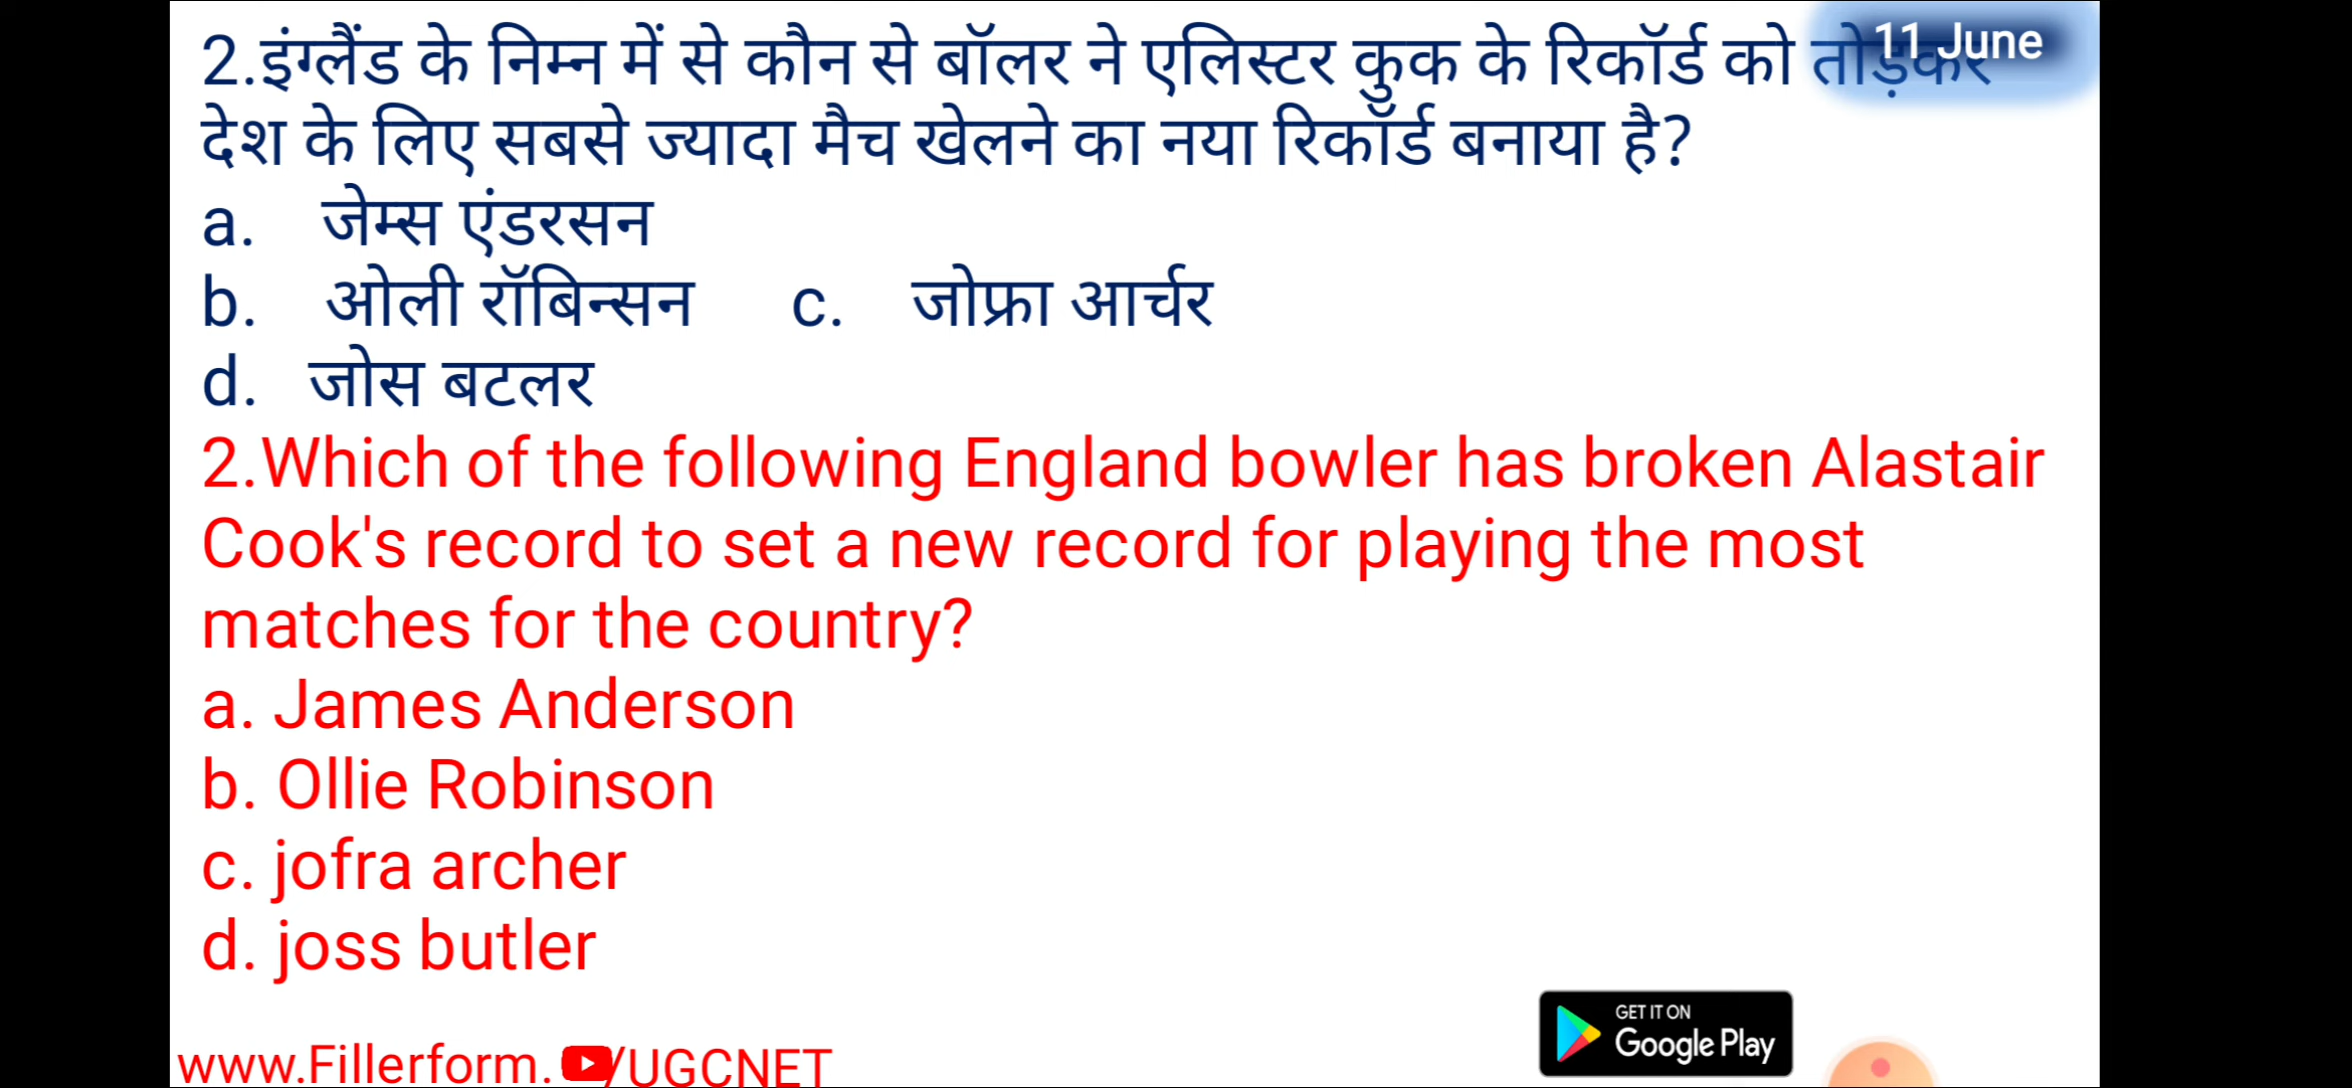 2.इंग्लैंड के निम्न में से कौन से बॉलर ने एलिस्टर कुक के रिकॉर्ड को तोड़कर
11 June
देश के लिए सबसे ज्यादा मैच खेलने का नया रिकॉर्ड बनाया है?
a. जेम्स एंडरसन
b. ओली रॉबिन्सन c. जोफ्रा आर्चर
d. जोस बटलर
2.Which of the following England bowler has broken Alastair
Cook's record to set a new record for playing the most
matches for the country?
a. James Anderson
b. Ollie Robinson
c. jofra archer
d. joss butler
GET IT ON
Google Play
www.Fillerform. /UGCNET